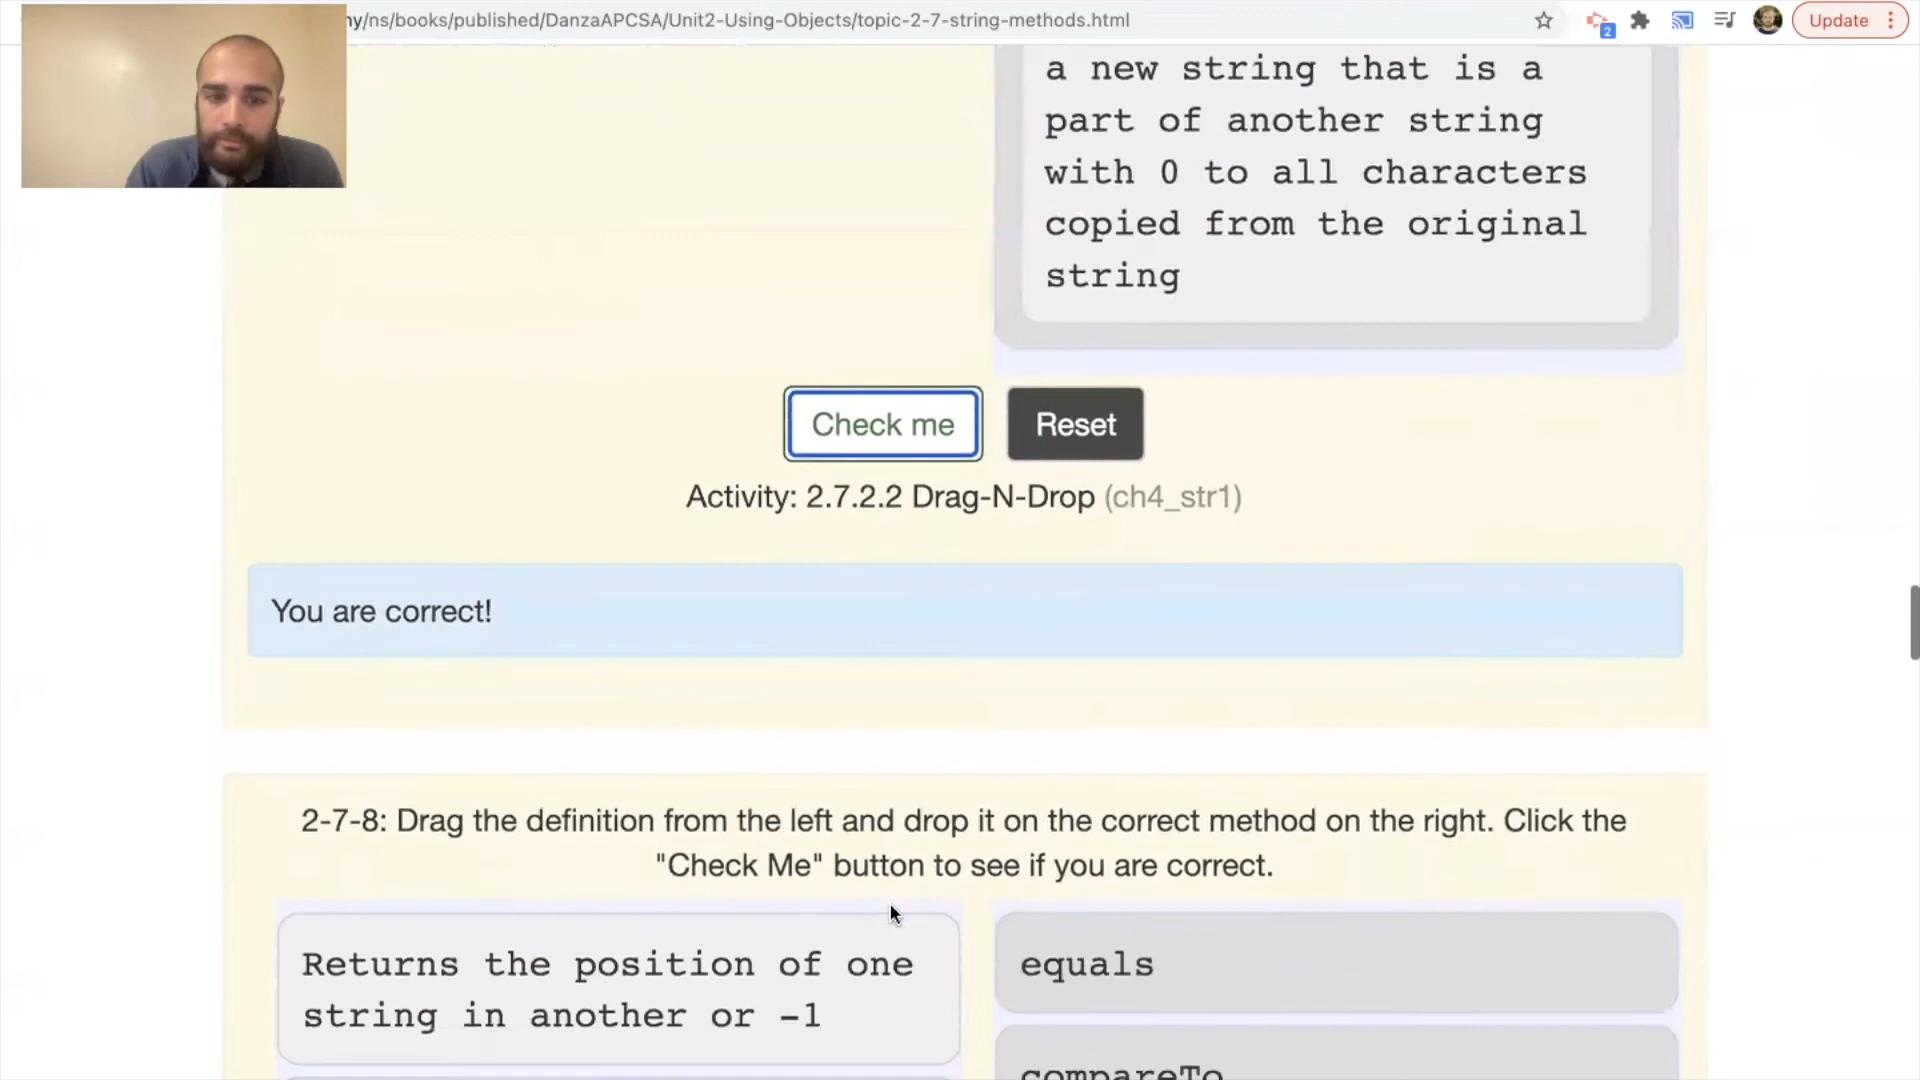 ny/ns/books/published/DanzaAPCSA/Unit2-Using-Objects/topic-2-7-string-methods.html
2
Update
a new string that is a
part of another string
with 0 to all characters
copied from the original
string
Check me
Reset
Activity: 2.7.2.2 Drag-N-Drop (ch4_str1)
You are correct!
2-7-8: Drag the definition from the left and drop it on the correct method on the right. Click the
"Check Me" button to see if you are correct.
Returns the position of one
string in another or -1
equals
compareTo